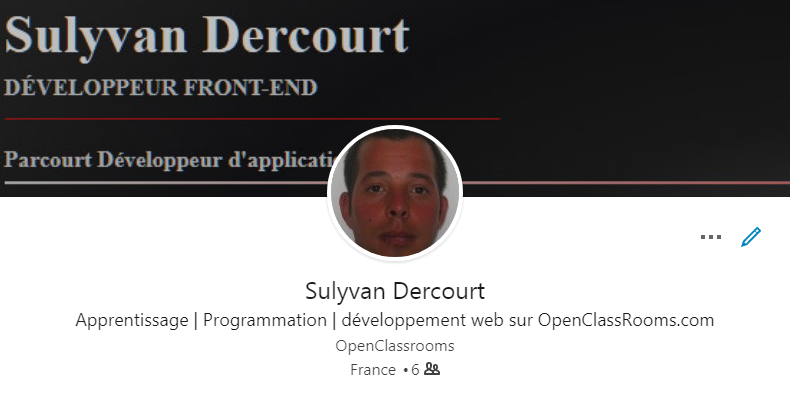 Sulyvan Dercourt
DÉVELOPPEUR FRONT-END
Parcourt Développeur d'applicati
Sulyvan Dercourt
Apprentissage | Programmation | développement web sur OpenClassRooms.com
OpenClassrooms
France • 6